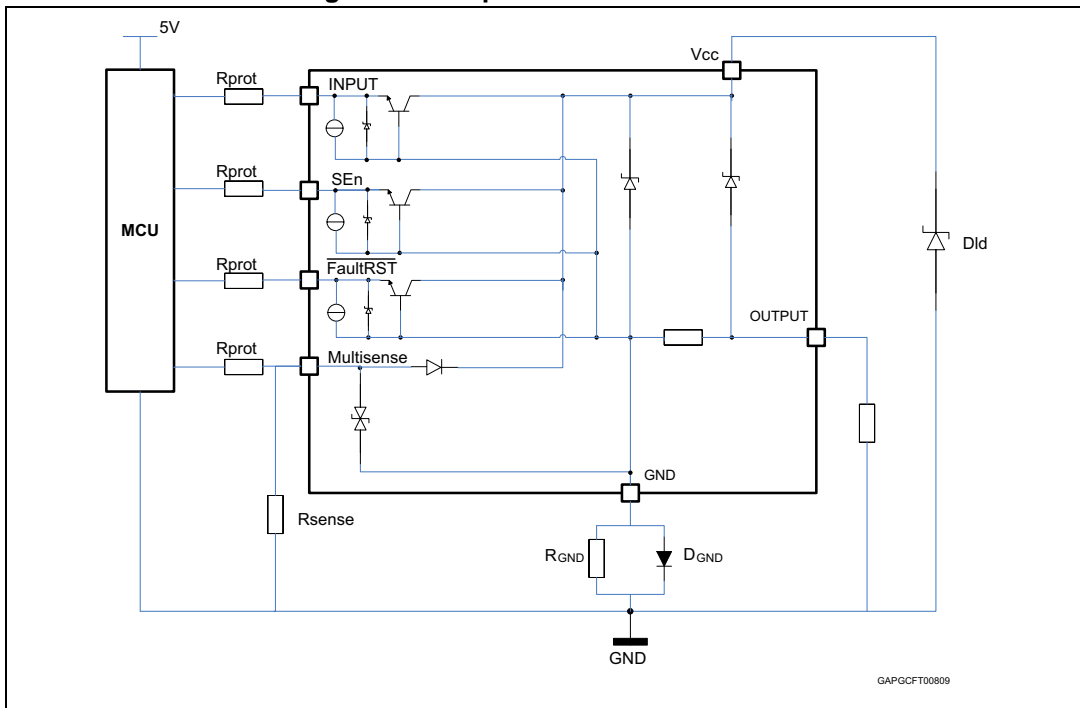 5V
Vcc
Rprot
INPUT
Rprot
SEn
MCU
Dld
Rprot
FaultRST
OUTPUT
Rprot
Multisense
GND
Rsense
RGND
DGND
GND
GAPGCFT00809